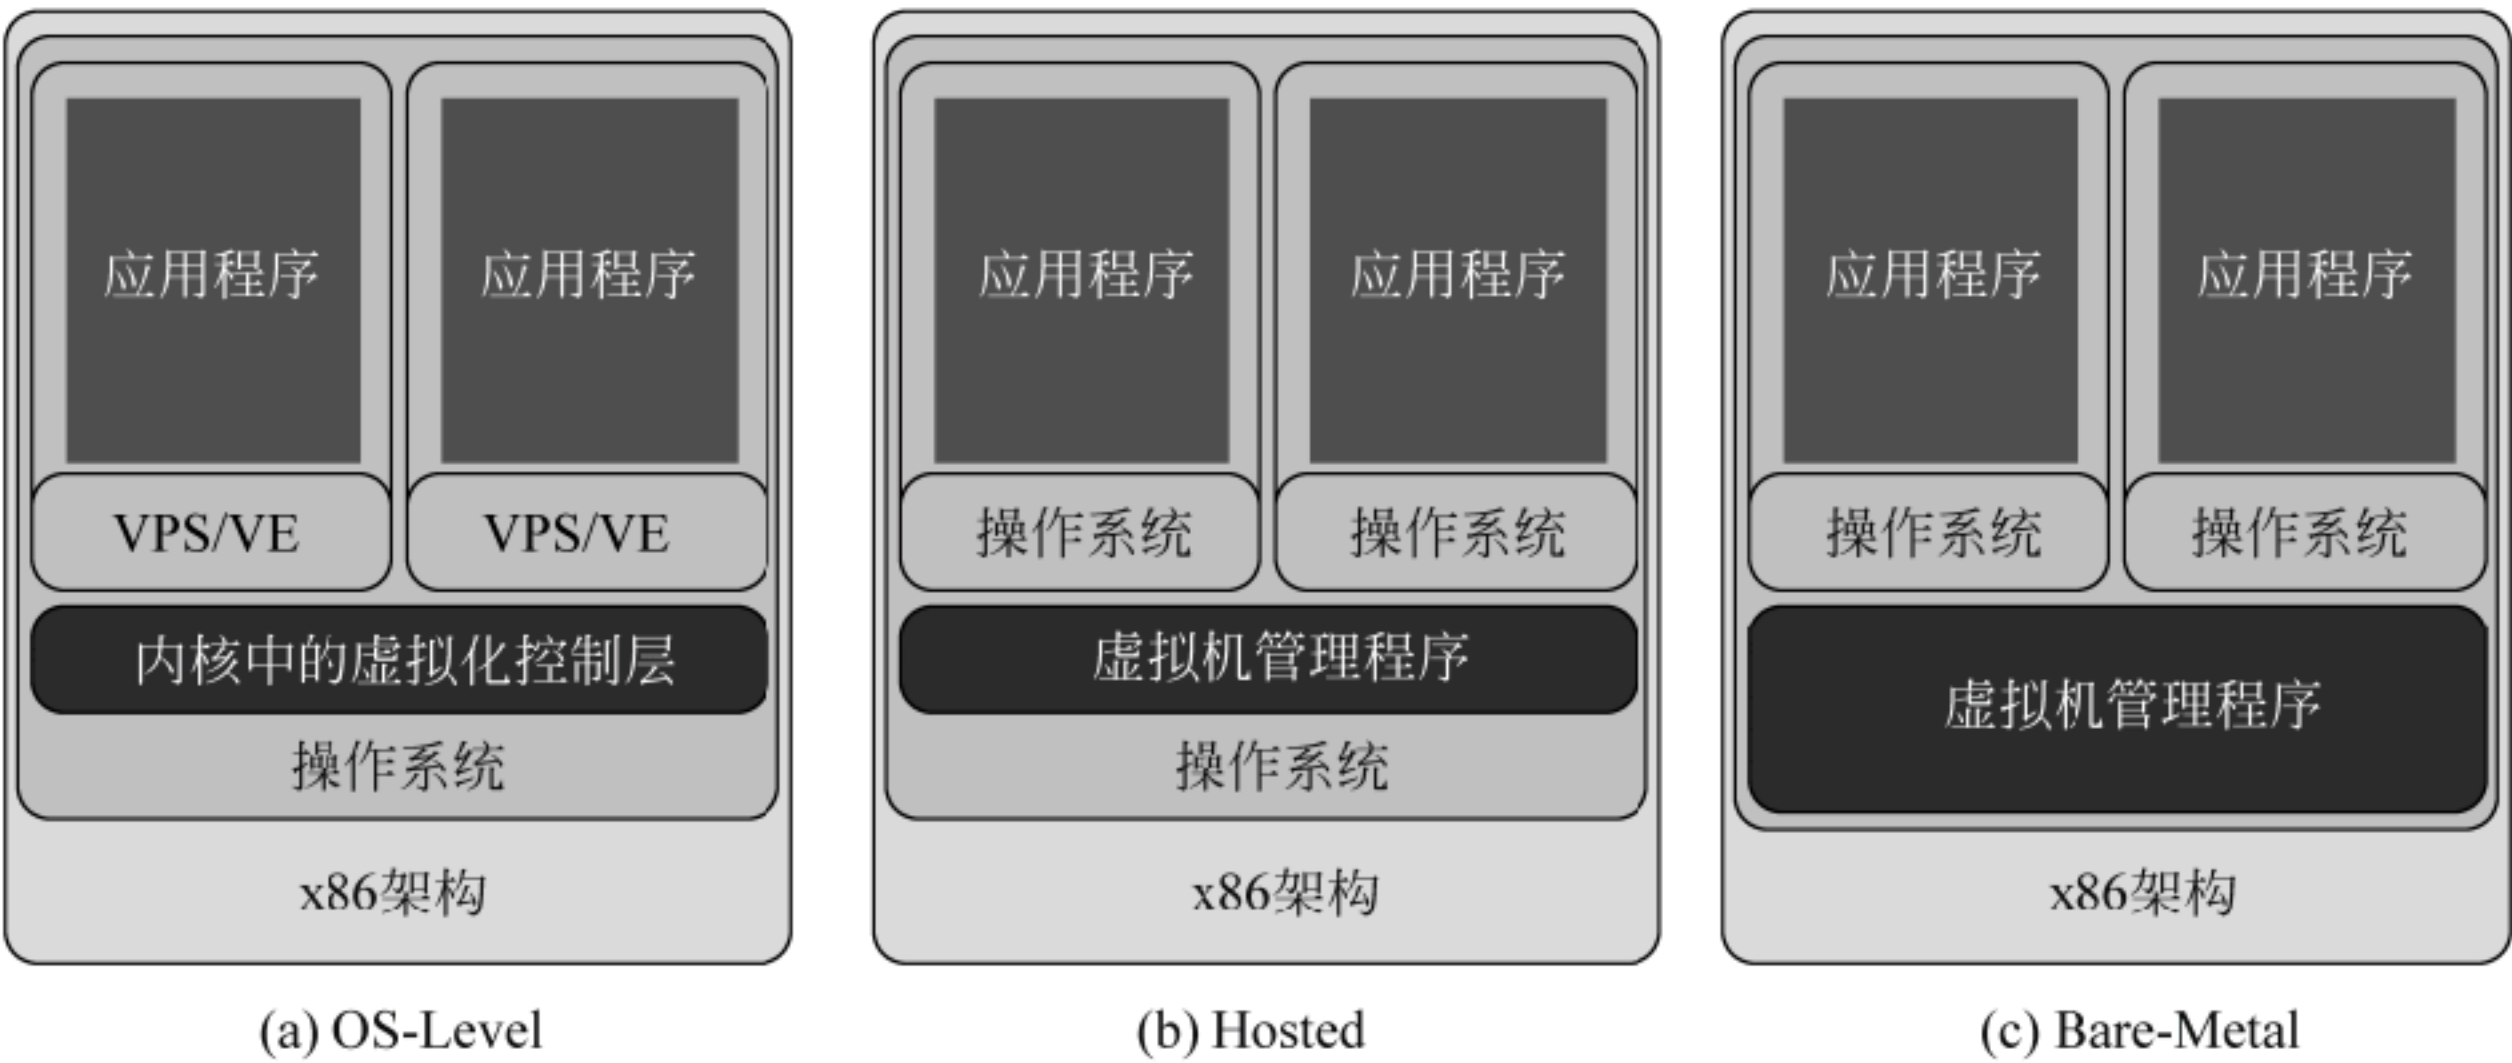 应用程序
应用程序
VPS/VE
VPS/VE
内核中的虚拟化控制层
操作系统
x86架构
(a) OS-Level
应用程序
应用程序
操作系统
操作系统
虚拟机管理程序
操作系统
x86架构
(b) Hosted
应用程序
应用程序
操作系统
操作系统
虚拟机管理程序
x86架构
(c) Bare-Metal